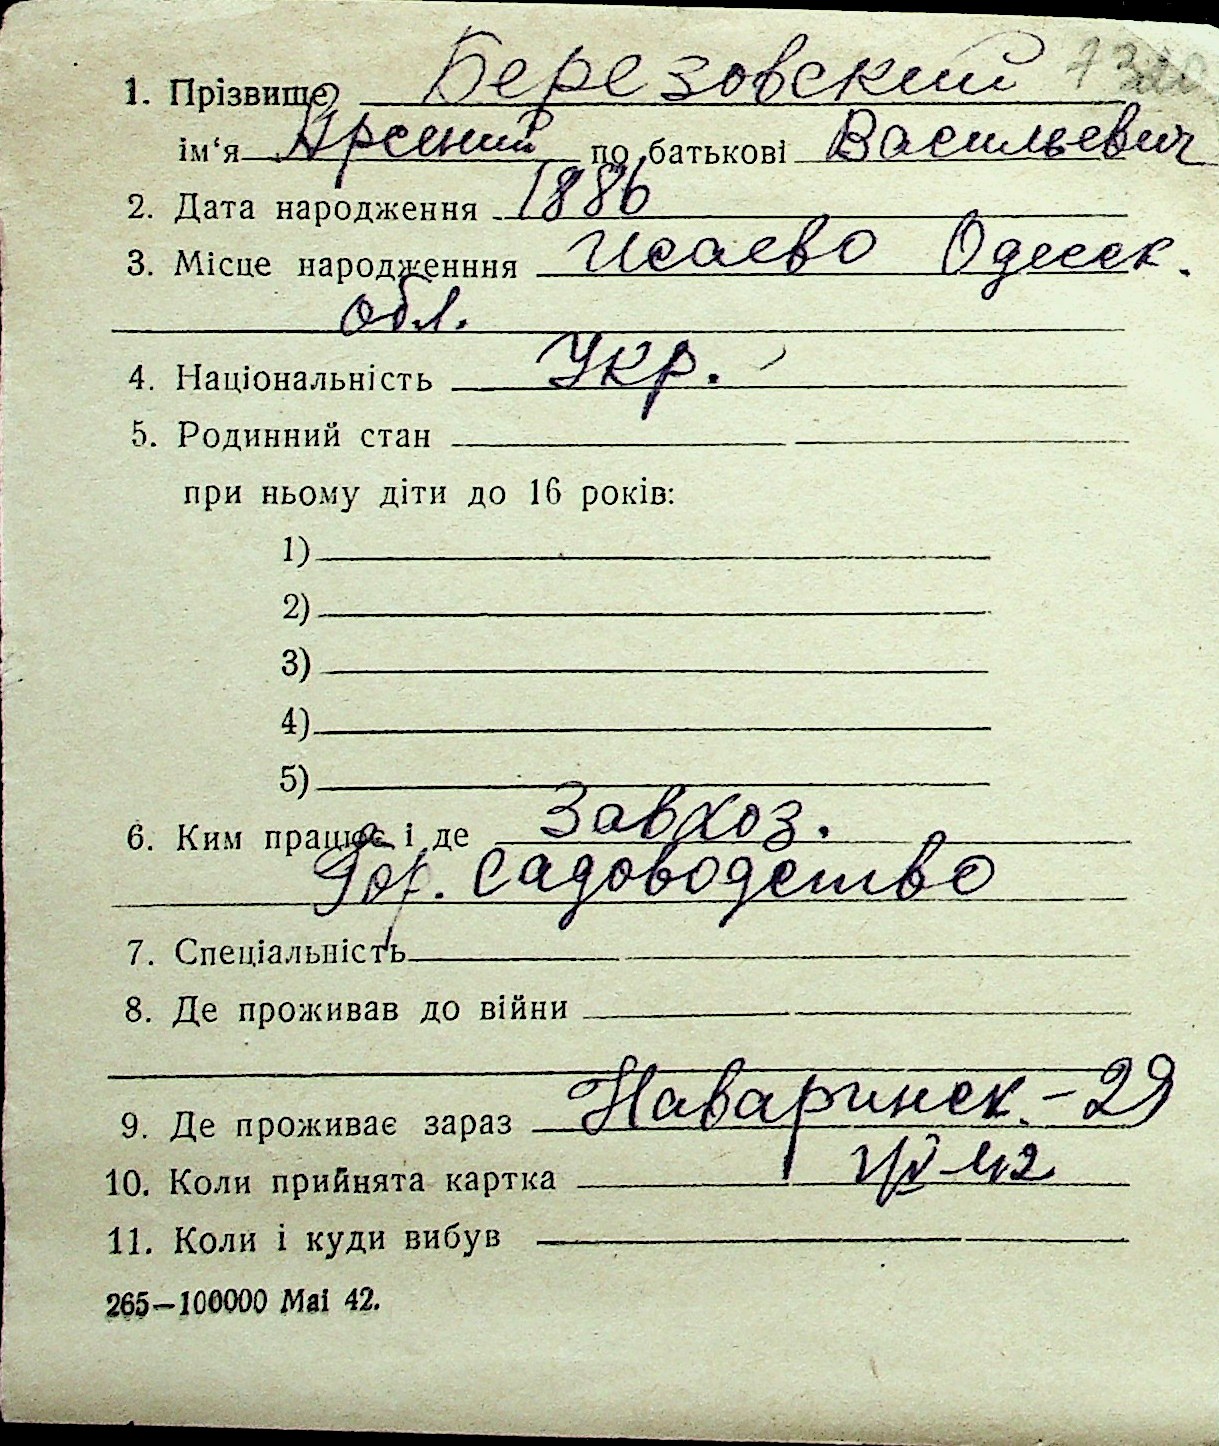 1. Прізвище Березовский
ім‘я Арсений по батькові Васильевич
2. Дата народження 1886
3. Місце народженння Исаево Одесск.
обл.
4. Національність Укр.
5. Родинний стан
при ньому діти до 16 років:
1)
2)
3)
4)
5)
6. Ким працює і де Завхоз.
Гор. садоводство
7. Спеціальність
8. Де проживав до війни
9. Де проживає зараз Наваринск.-29
10. Коли прийнята картка
11. Коли і куди вибув
265—100000 Mai 42.